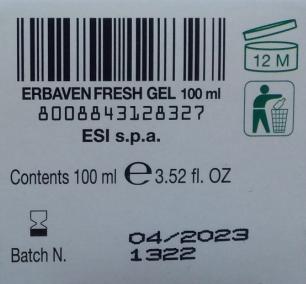 ERBAVEN FRESH GEL 100 ml
8008843128327
ESI s.p.a.
12 M
Contents 100 ml e 3.52 fl. OZ
04/2023
Batch N. 1322